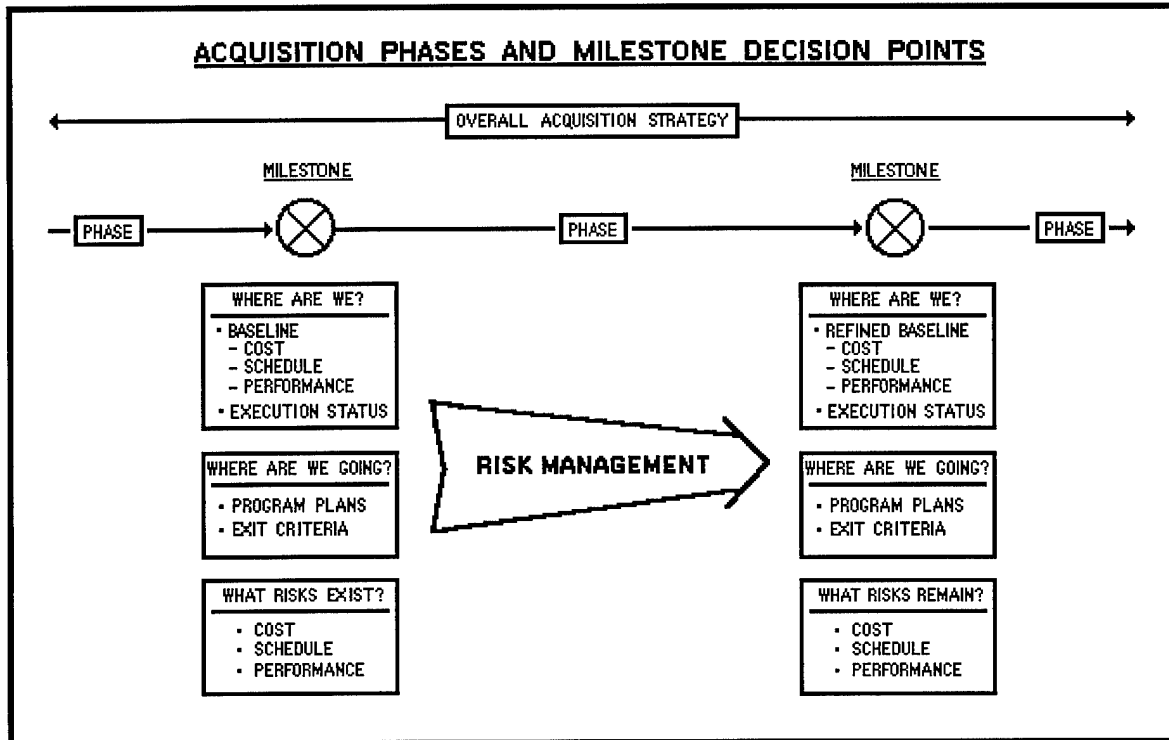 ACQUISITION PHASES AND MILESTONE DECISION POINTS
OVERALL ACQUISITION STRATEGY
MILESTONE
MILESTONE
PHASE
PHASE
PHASE
WHERE ARE WE?
• BASELINE
– COST
– SCHEDULE
– PERFORMANCE
• EXECUTION STATUS
WHERE ARE WE GOING?
• PROGRAM PLANS
• EXIT CRITERIA
WHAT RISKS EXIST?
• COST
• SCHEDULE
• PERFORMANCE
RISK MANAGEMENT
WHERE ARE WE?
• REFINED BASELINE
– COST
– SCHEDULE
– PERFORMANCE
• EXECUTION STATUS
WHERE ARE WE GOING?
• PROGRAM PLANS
• EXIT CRITERIA
WHAT RISKS REMAIN?
• COST
• SCHEDULE
• PERFORMANCE